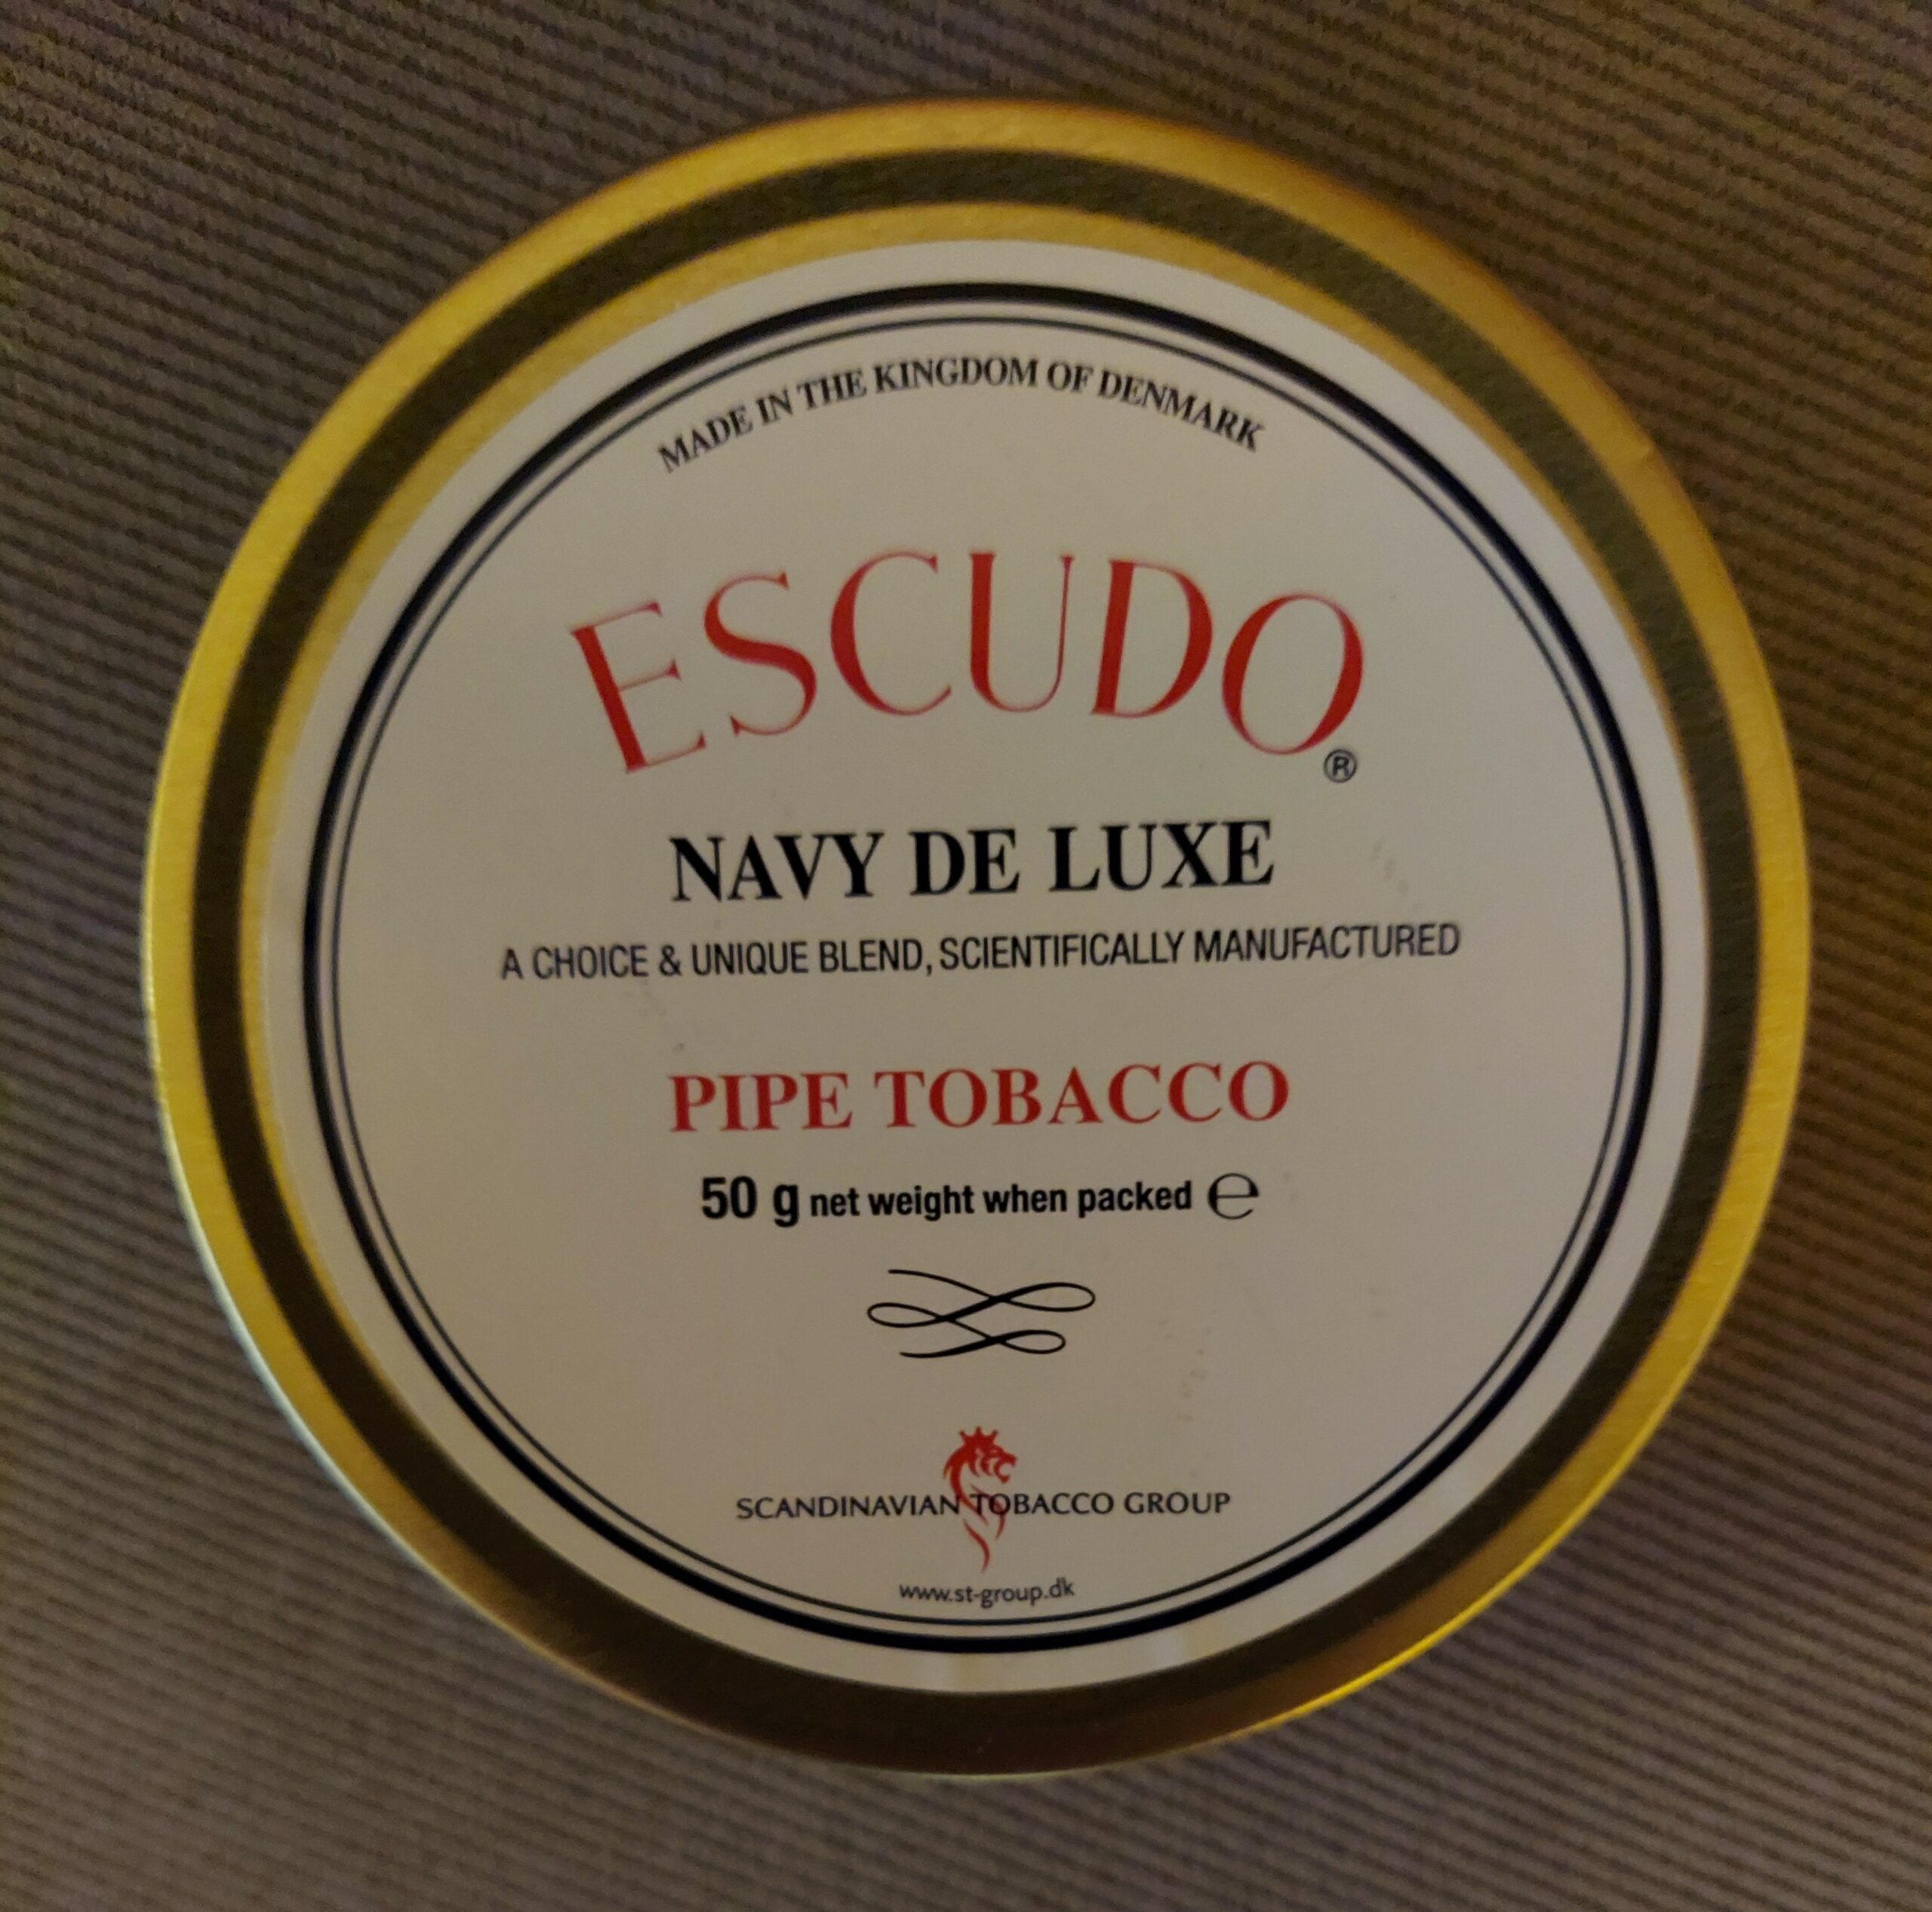 MADE IN THE KINGDOM OF DENMARK
ESCUDO®
NAVY DE LUXE
A CHOICE & UNIQUE BLEND, SCIENTIFICALLY MANUFACTURED
PIPE TOBACCO
50 g net weight when packed ℮
SCANDINAVIAN TOBACCO GROUP
www.st-group.dk